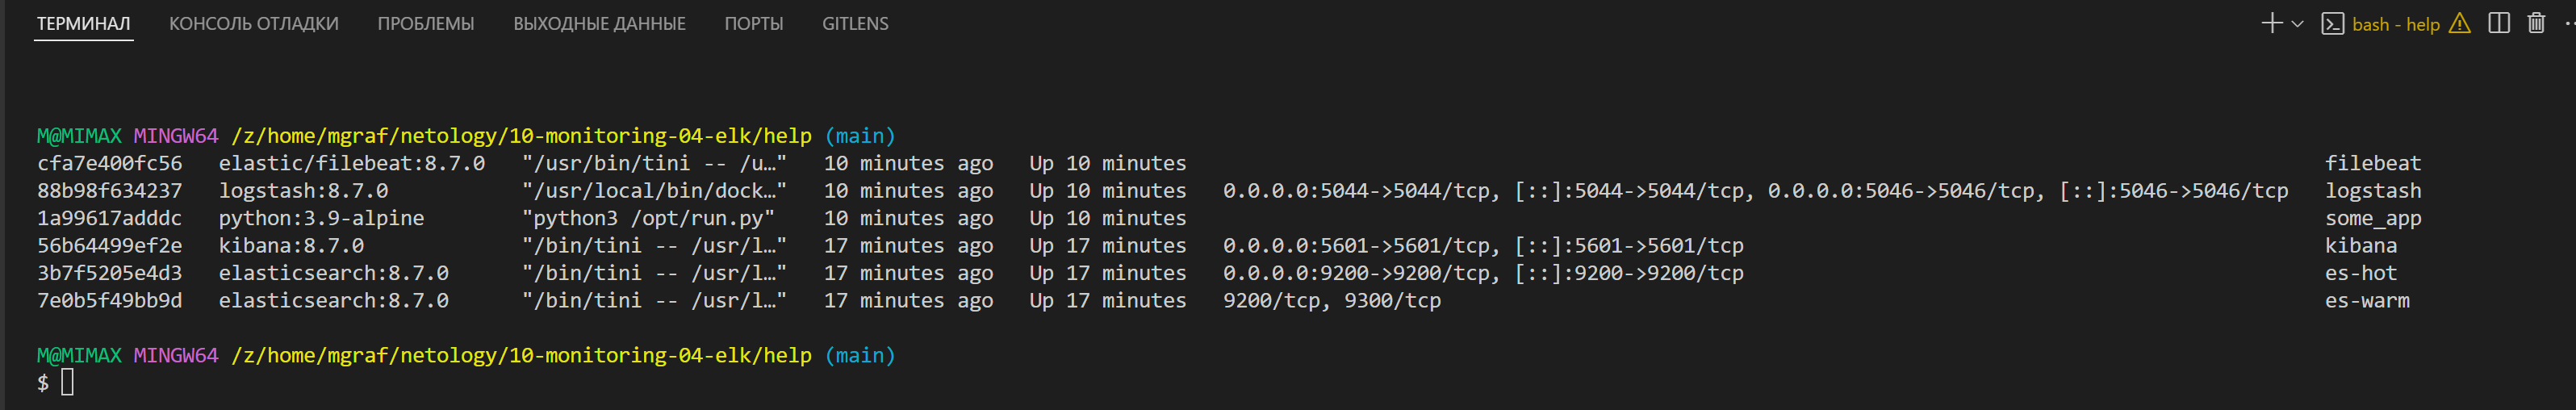 ТЕРМИНАЛ КОНСОЛЬ ОТЛАДКИ ПРОБЛЕМЫ ВЫХОДНЫЕ ДАННЫЕ ПОРТЫ GITLENS bash - help
M@MIMAX MINGW64 /z/home/mgraf/netology/10-monitoring-04-elk/help (main)
cfa7e400fc56 elastic/filebeat:8.7.0 "/usr/bin/tini -- /u…" 10 minutes ago Up 10 minutes filebeat
88b98f634237 logstash:8.7.0 "/usr/local/bin/dock…" 10 minutes ago Up 10 minutes 0.0.0.0:5044->5044/tcp, [::]:5044->5044/tcp, 0.0.0.0:5046->5046/tcp, [::]:5046->5046/tcp logstash
1a99617adddc python:3.9-alpine "python3 /opt/run.py" 10 minutes ago Up 10 minutes some_app
56b64499ef2e kibana:8.7.0 "/bin/tini -- /usr/l…" 17 minutes ago Up 17 minutes 0.0.0.0:5601->5601/tcp, [::]:5601->5601/tcp kibana
3b7f5205e4d3 elasticsearch:8.7.0 "/bin/tini -- /usr/l…" 17 minutes ago Up 17 minutes 0.0.0.0:9200->9200/tcp, [::]:9200->9200/tcp es-hot
7e0b5f49bb9d elasticsearch:8.7.0 "/bin/tini -- /usr/l…" 17 minutes ago Up 17 minutes 9200/tcp, 9300/tcp es-warm
M@MIMAX MINGW64 /z/home/mgraf/netology/10-monitoring-04-elk/help (main)
$